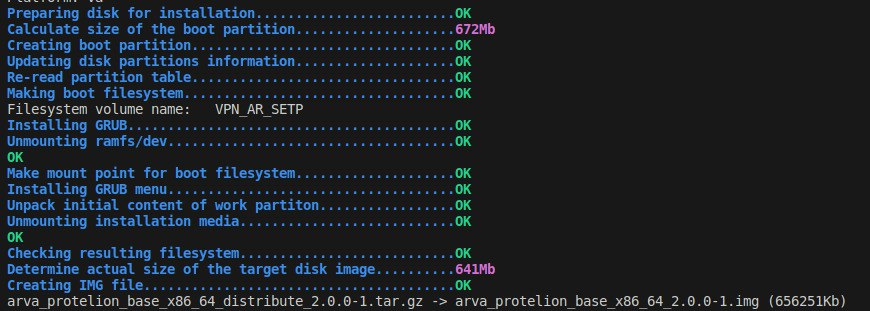 Platform: va
Preparing disk for installation.........................OK
Calculate size of the boot partition....................672Mb
Creating boot partition.................................OK
Updating disk partitions information....................OK
Re-read partition table.................................OK
Making boot filesystem..................................OK
Filesystem volume name:   VPN_AR_SETP
Installing GRUB.........................................OK
Unmounting ramfs/dev....................................OK
OK
Make mount point for boot filesystem....................OK
Installing GRUB menu....................................OK
Unpack initial content of work partiton.................OK
Unmounting installation media...........................OK
OK
Checking resulting filesystem...........................OK
Determine actual size of the target disk image..........641Mb
Creating IMG file.......................................OK
arva_protelion_base_x86_64_distribute_2.0.0-1.tar.gz -> arva_protelion_base_x86_64_2.0.0-1.img (656251Kb)